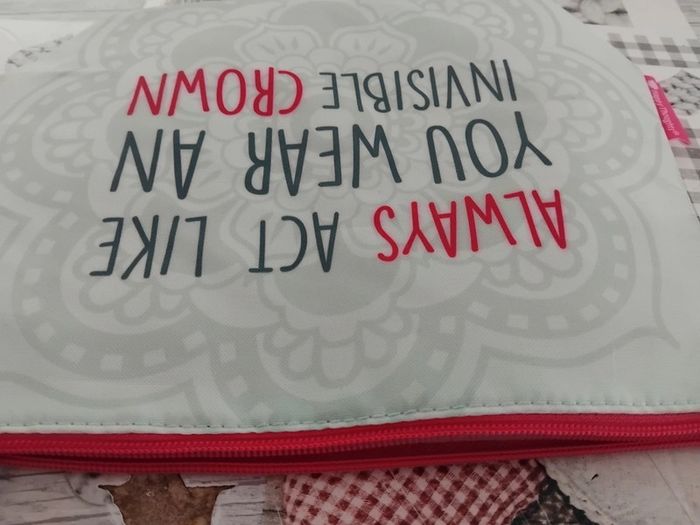 ALWAYS ACT LIKE
YOU WEAR AN
INVISIBLE CROWN